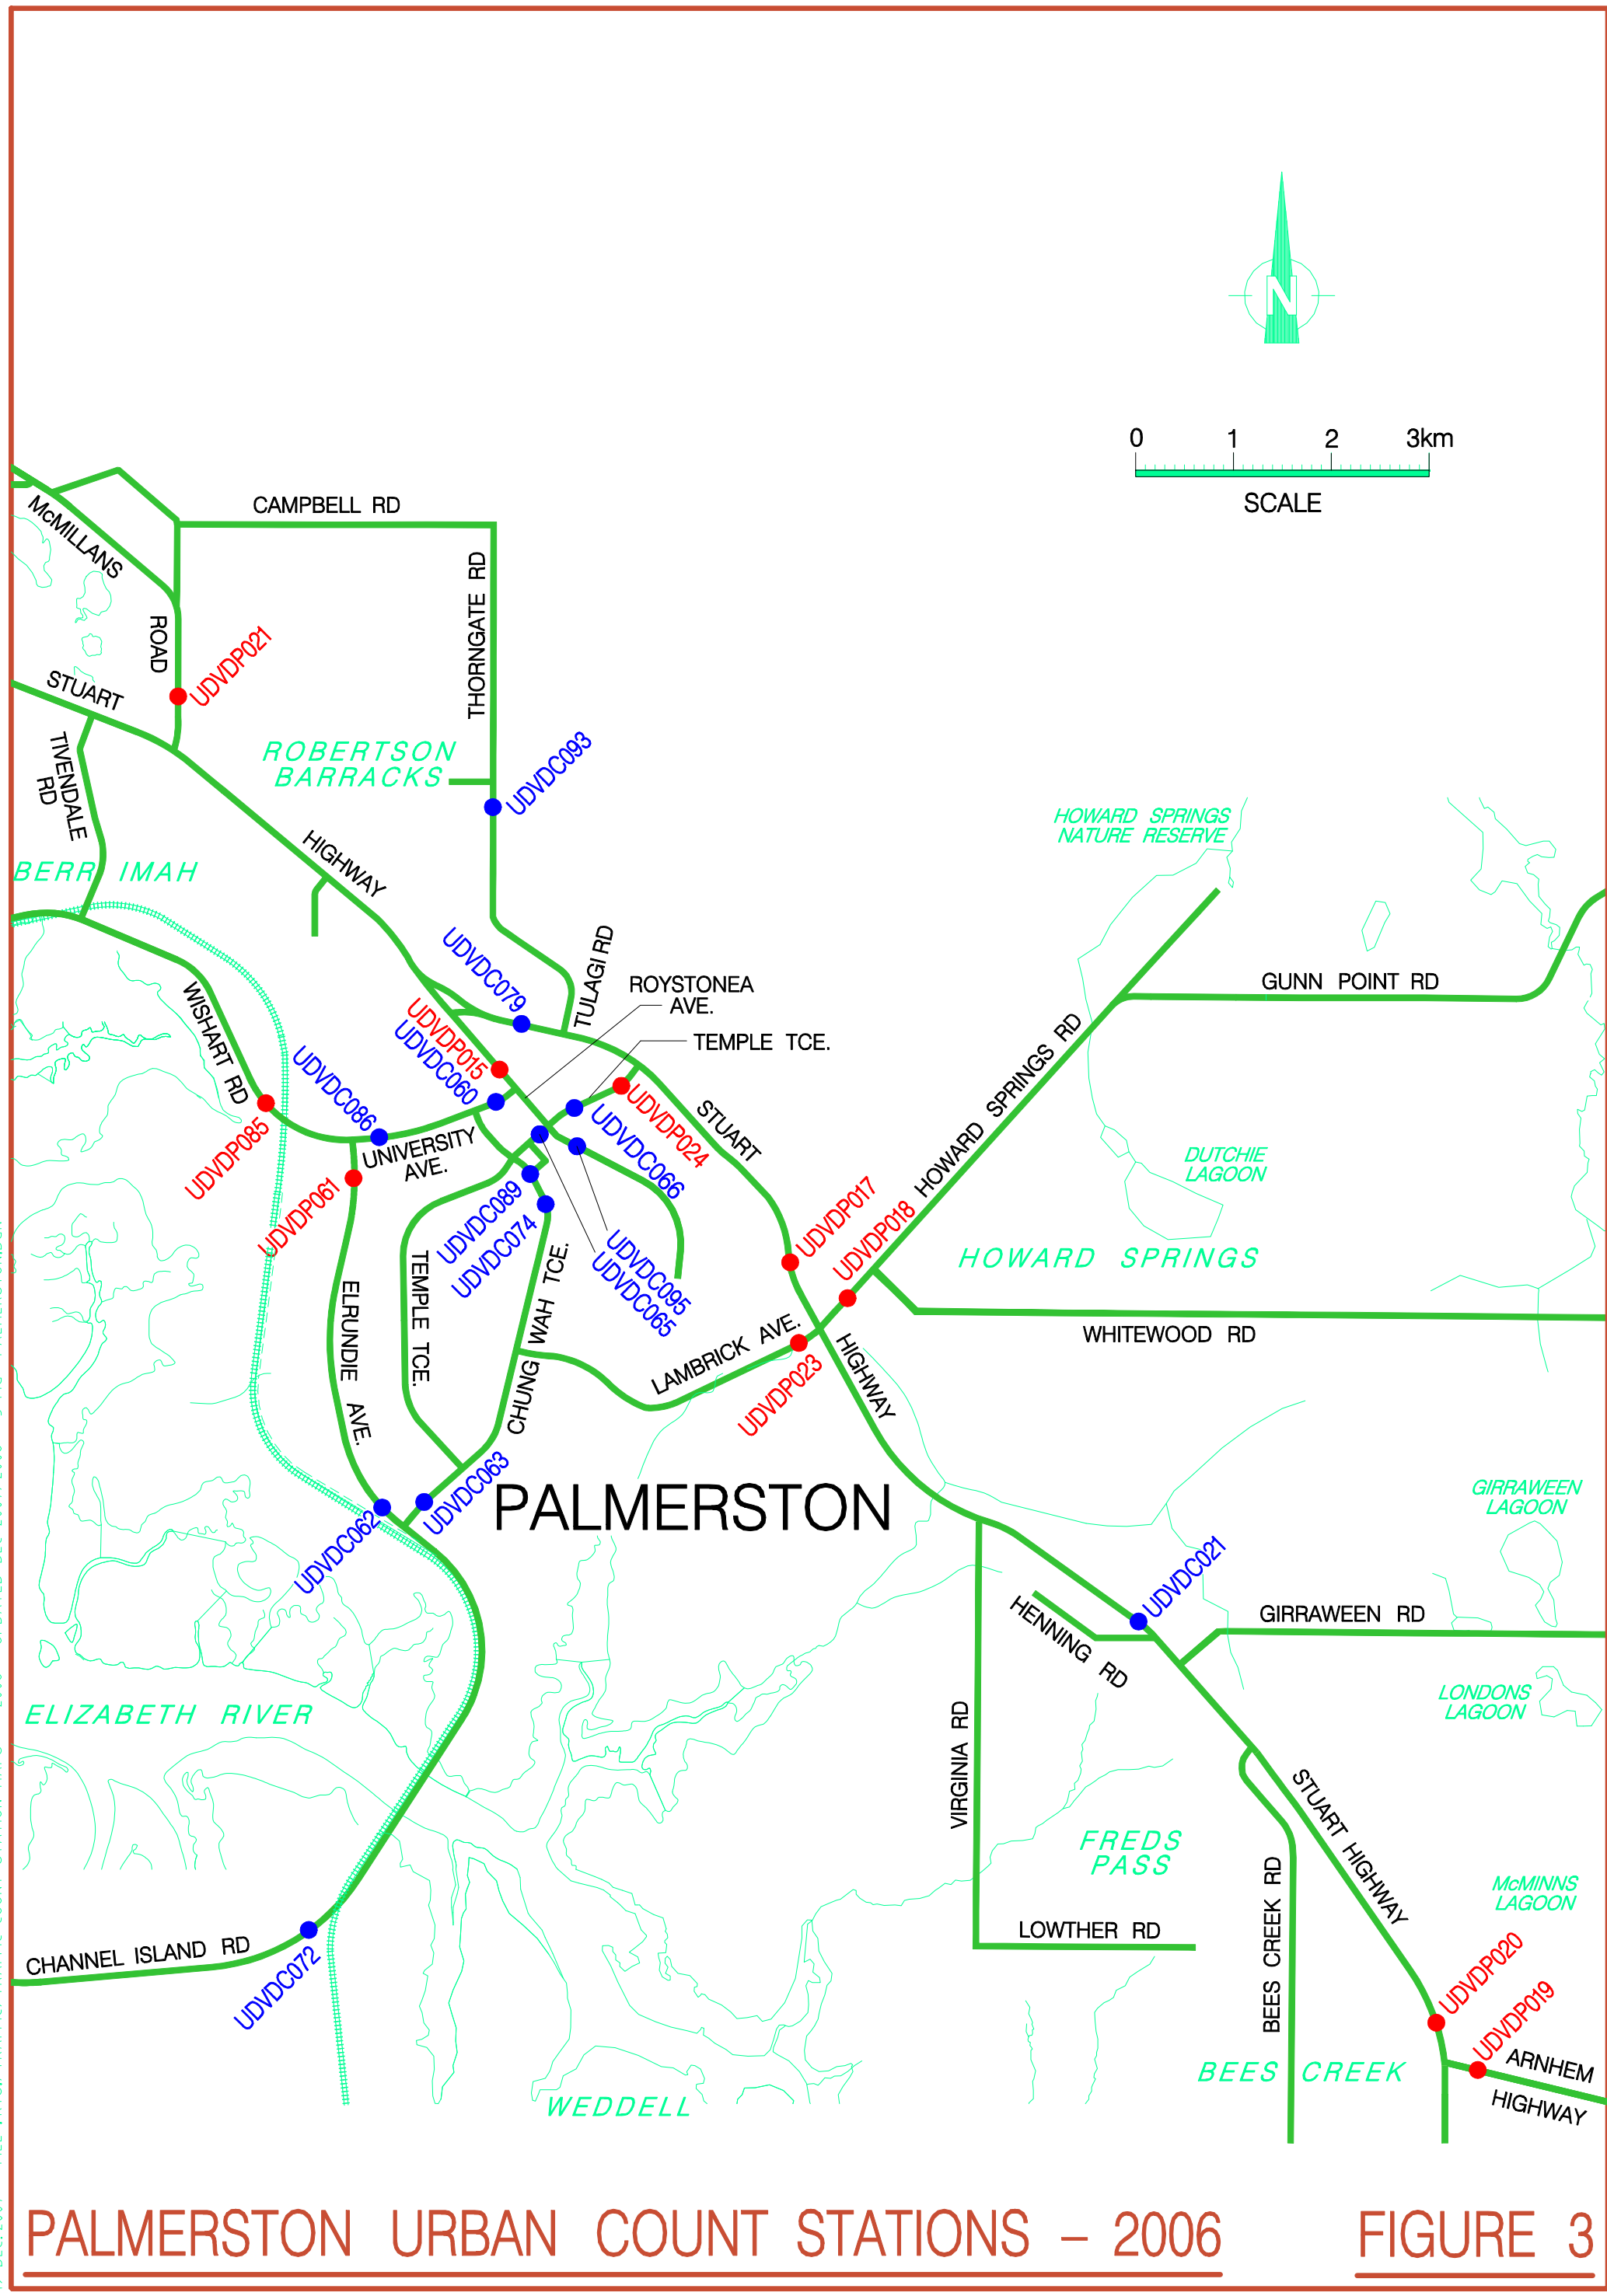 N
0 1 2 3km
SCALE
CAMPBELL RD
McMILLANS
ROAD
THORNGATE RD
UDVDP021
STUART
TIVENDALE
RD
ROBERTSON
BARRACKS
UDVDC093
HOWARD SPRINGS
NATURE RESERVE
HIGHWAY
BERR IMAH
UDVDC079
TULAGI RD
ROYSTONEA
AVE.
GUNN POINT RD
WISHART RD
UDVDP015
UDVDC060
TEMPLE TCE.
HOWARD SPRINGS RD
UDVDC086
UDVDP085
UNIVERSITY
AVE.
UDVDP024
UDVDC066
STUART
DUTCHIE
LAGOON
UDVDP061
UDVDC089
UDVDC074
UDVDC095
UDVDC065
UDVDP017
UDVDP018
HOWARD SPRINGS
ELRUNDIE AVE.
TEMPLE TCE.
CHUNG WAH TCE.
LAMBRICK AVE.
UDVDP023
HIGHWAY
WHITEWOOD RD
UDVDC063
UDVDC062
PALMERSTON
GIRRAWEEN
LAGOON
UDVDC021
HENNING RD
GIRRAWEEN RD
ELIZABETH RIVER
VIRGINIA RD
LONDONS
LAGOON
STUART HIGHWAY
FREDS
PASS
BEES CREEK RD
McMINNS
LAGOON
LOWTHER RD
CHANNEL ISLAND RD
UDVDC072
UDVDP020
UDVDP019
ARNHEM
HIGHWAY
BEES CREEK
WEDDELL
PALMERSTON URBAN COUNT STATIONS - 2006
FIGURE 3